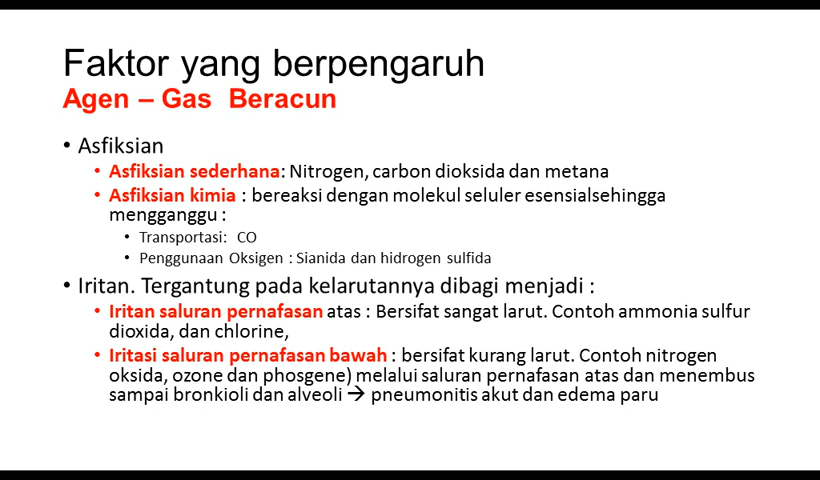 Faktor yang berpengaruh
Agen – Gas Beracun
• Asfiksian
• Asfiksian sederhana: Nitrogen, carbon dioksida dan metana
• Asfiksian kimia : bereaksi dengan molekul seluler esensialsehingga
mengganggu :
• Transportasi: CO
• Penggunaan Oksigen : Sianida dan hidrogen sulfida
• Iritan. Tergantung pada kelarutannya dibagi menjadi :
• Iritan saluran pernafasan atas : Bersifat sangat larut. Contoh ammonia sulfur
dioxida, dan chlorine,
• Iritasi saluran pernafasan bawah : bersifat kurang larut. Contoh nitrogen
oksida, ozone dan phosgene) melalui saluran pernafasan atas dan menembus
sampai bronkioli dan alveoli → pneumonitis akut dan edema paru